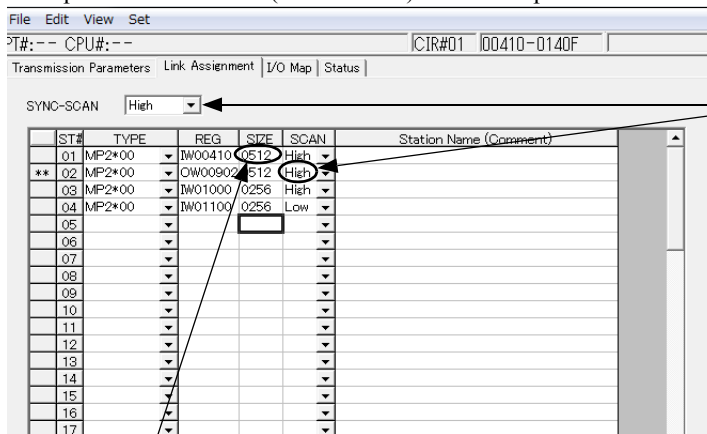 File Edit View Set
PT#:-- CPU#:-- CIR#01 00410-0140F
Transmission Parameters Link Assignment I/O Map Status
SYNC-SCAN High
ST# TYPE REG SIZE SCAN Station Name (Comment)
01 MP2*00 IW00410 0512 High
** 02 MP2*00 OW00902 0512 High
03 MP2*00 IW01000 0256 High
04 MP2*00 IW01100 0256 Low
05
06
07
08
09
10
11
12
13
14
15
16
17